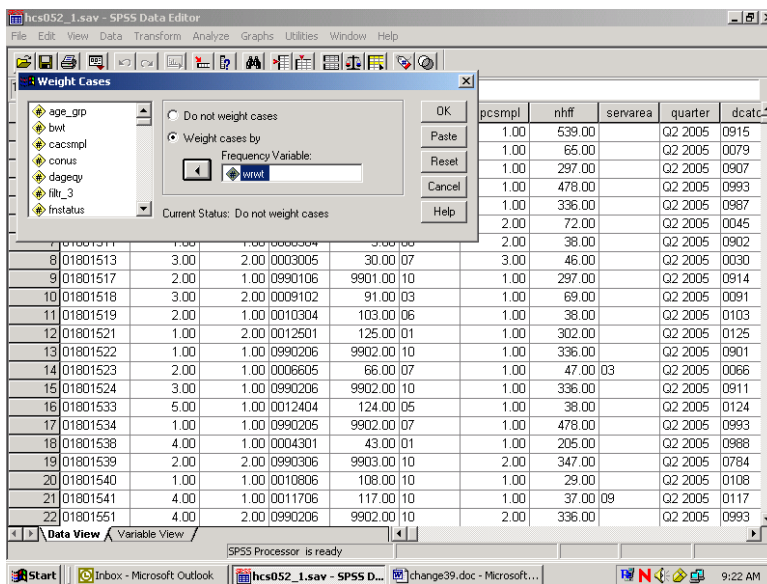 hcs052_1.sav - SPSS Data Editor
File Edit View Data Transform Analyze Graphs Utilities Window Help
Weight Cases
age_grp
bwt
cacsmpl
conus
dageqy
filtr_3
fnstatus
Do not weight cases
Weight cases by
Frequency Variable:
wrwt
Current Status: Do not weight cases
OK
Paste
Reset
Cancel
Help
pcsmpl nhff servarea quarter dcatc
1.00 539.00 Q2 2005 0915
1.00 65.00 Q2 2005 0079
1.00 297.00 Q2 2005 0907
1.00 478.00 Q2 2005 0993
1.00 336.00 Q2 2005 0987
2.00 72.00 Q2 2005 0045
2.00 38.00 Q2 2005 0902
8 01801513 3.00 2.00 0003005 30.00 07 3.00 46.00 Q2 2005 0030
9 01801517 2.00 1.00 0990106 9901.00 10 1.00 297.00 Q2 2005 0914
10 01801518 3.00 2.00 0009102 91.00 03 1.00 69.00 Q2 2005 0091
11 01801519 2.00 1.00 0010304 103.00 06 1.00 38.00 Q2 2005 0103
12 01801521 1.00 2.00 0012501 125.00 01 1.00 302.00 Q2 2005 0125
13 01801522 1.00 1.00 0990206 9902.00 10 1.00 336.00 Q2 2005 0901
14 01801523 2.00 1.00 0006605 66.00 07 1.00 47.00 03 Q2 2005 0066
15 01801524 3.00 1.00 0990206 9902.00 10 1.00 336.00 Q2 2005 0911
16 01801533 5.00 1.00 0012404 124.00 05 1.00 38.00 Q2 2005 0124
17 01801534 1.00 1.00 0990205 9902.00 07 1.00 478.00 Q2 2005 0993
18 01801538 4.00 1.00 0004301 43.00 01 1.00 205.00 Q2 2005 0988
19 01801539 2.00 2.00 0990306 9903.00 10 2.00 347.00 Q2 2005 0784
20 01801540 1.00 1.00 0010806 108.00 10 1.00 29.00 Q2 2005 0108
21 01801541 4.00 1.00 0011706 117.00 10 1.00 37.00 09 Q2 2005 0117
22 01801551 4.00 2.00 0990206 9902.00 10 2.00 336.00 Q2 2005 0993
Data View Variable View
SPSS Processor is ready
Start Inbox - Microsoft Outlook hcs052_1.sav - SPSS D... change39.doc - Microsoft... 9:22 AM